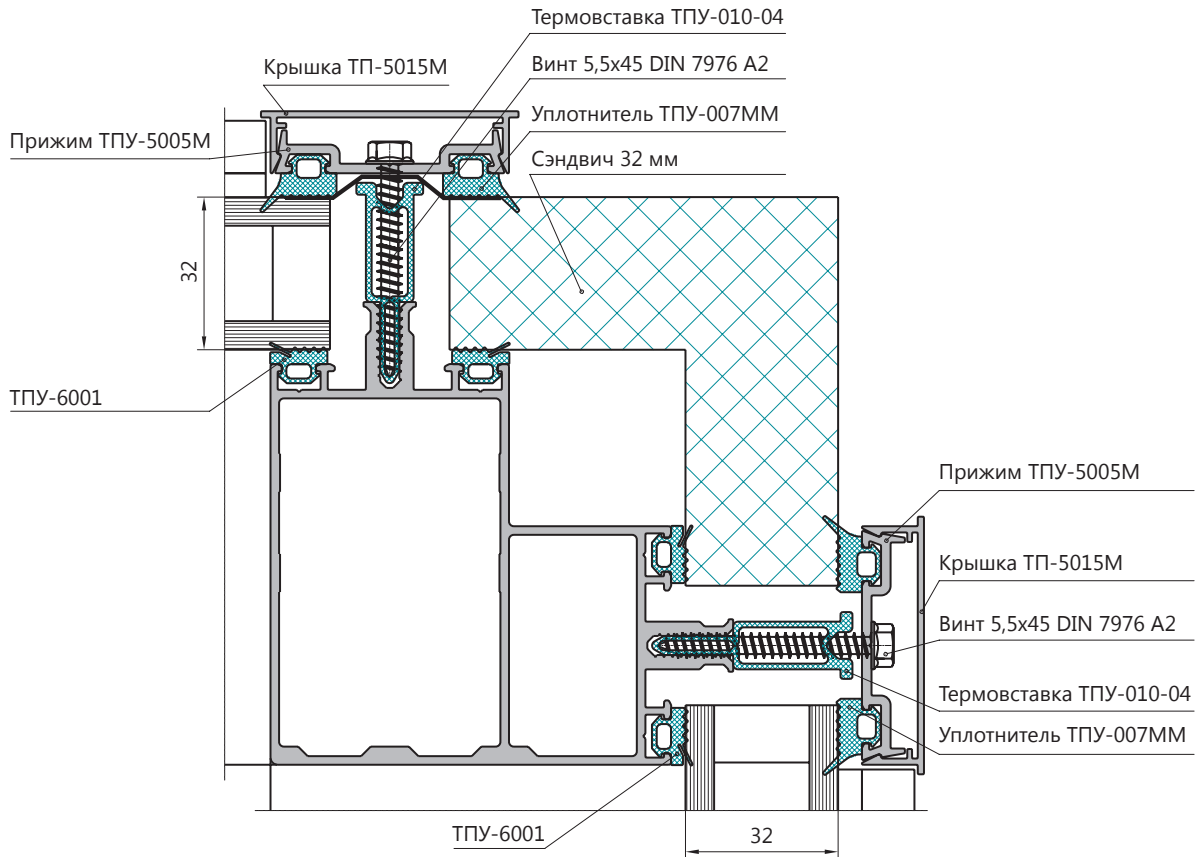 Термовставка ТПУ-010-04
Крышка ТП-5015М
Винт 5,5х45 DIN 7976 A2
Прижим ТПУ-5005М
Уплотнитель ТПУ-007ММ
Сэндвич 32 мм
32
ТПУ-6001
Прижим ТПУ-5005М
Крышка ТП-5015М
Винт 5,5х45 DIN 7976 A2
Термовставка ТПУ-010-04
Уплотнитель ТПУ-007ММ
ТПУ-6001
32